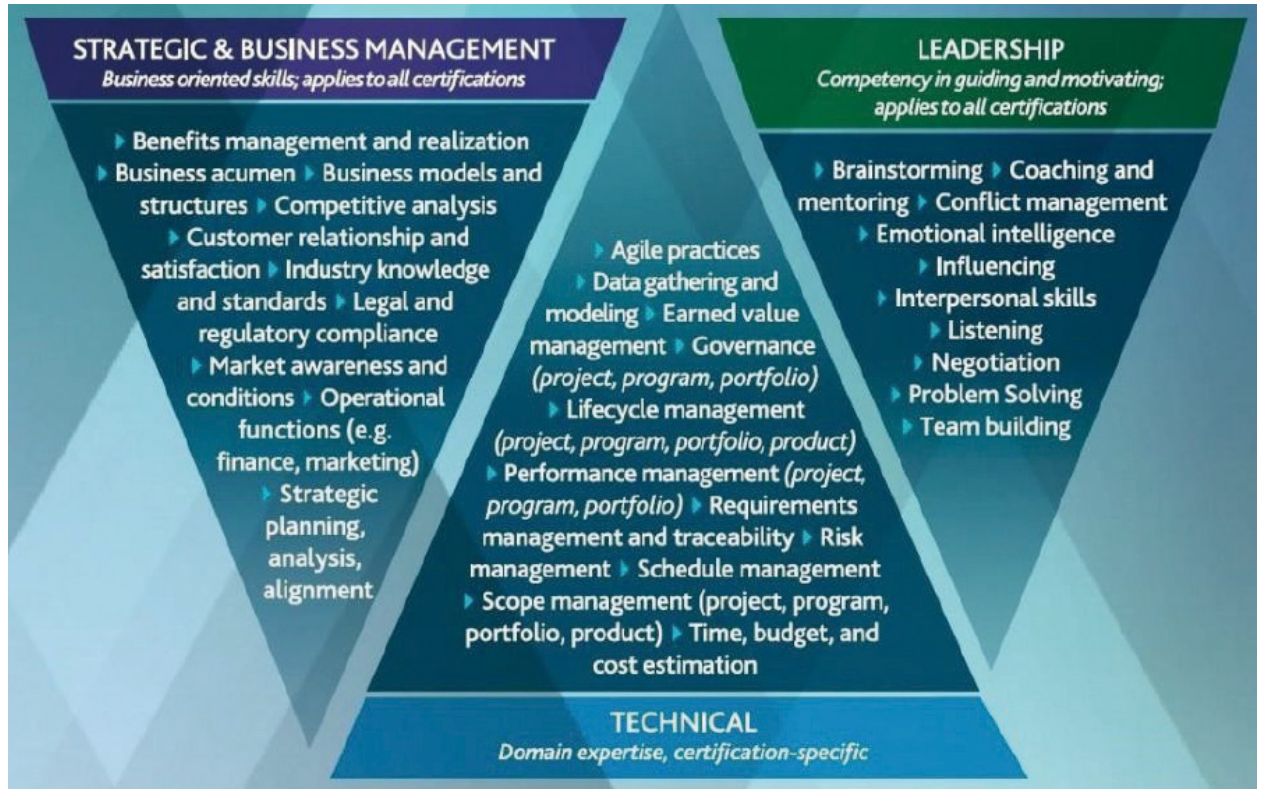 STRATEGIC & BUSINESS MANAGEMENT
Business oriented skills; applies to all certifications
▶ Benefits management and realization
▶ Business acumen ▶ Business models and
structures ▶ Competitive analysis
▶ Customer relationship and
satisfaction ▶ Industry knowledge
and standards ▶ Legal and
regulatory compliance
▶ Market awareness and
conditions ▶ Operational
functions (e.g.
finance, marketing)
▶ Strategic
planning,
analysis,
alignment
▶ Agile practices
▶ Data gathering and
modeling ▶ Earned value
management ▶ Governance
(project, program, portfolio)
▶ Lifecycle management
(project, program, portfolio, product)
▶ Performance management (project,
program, portfolio) ▶ Requirements
management and traceability ▶ Risk
management ▶ Schedule management
▶ Scope management (project, program,
portfolio, product) ▶ Time, budget, and
cost estimation
TECHNICAL
Domain expertise, certification-specific
LEADERSHIP
Competency in guiding and motivating;
applies to all certifications
▶ Brainstorming ▶ Coaching and
mentoring ▶ Conflict management
▶ Emotional intelligence
▶ Influencing
▶ Interpersonal skills
▶ Listening
▶ Negotiation
▶ Problem Solving
▶ Team building